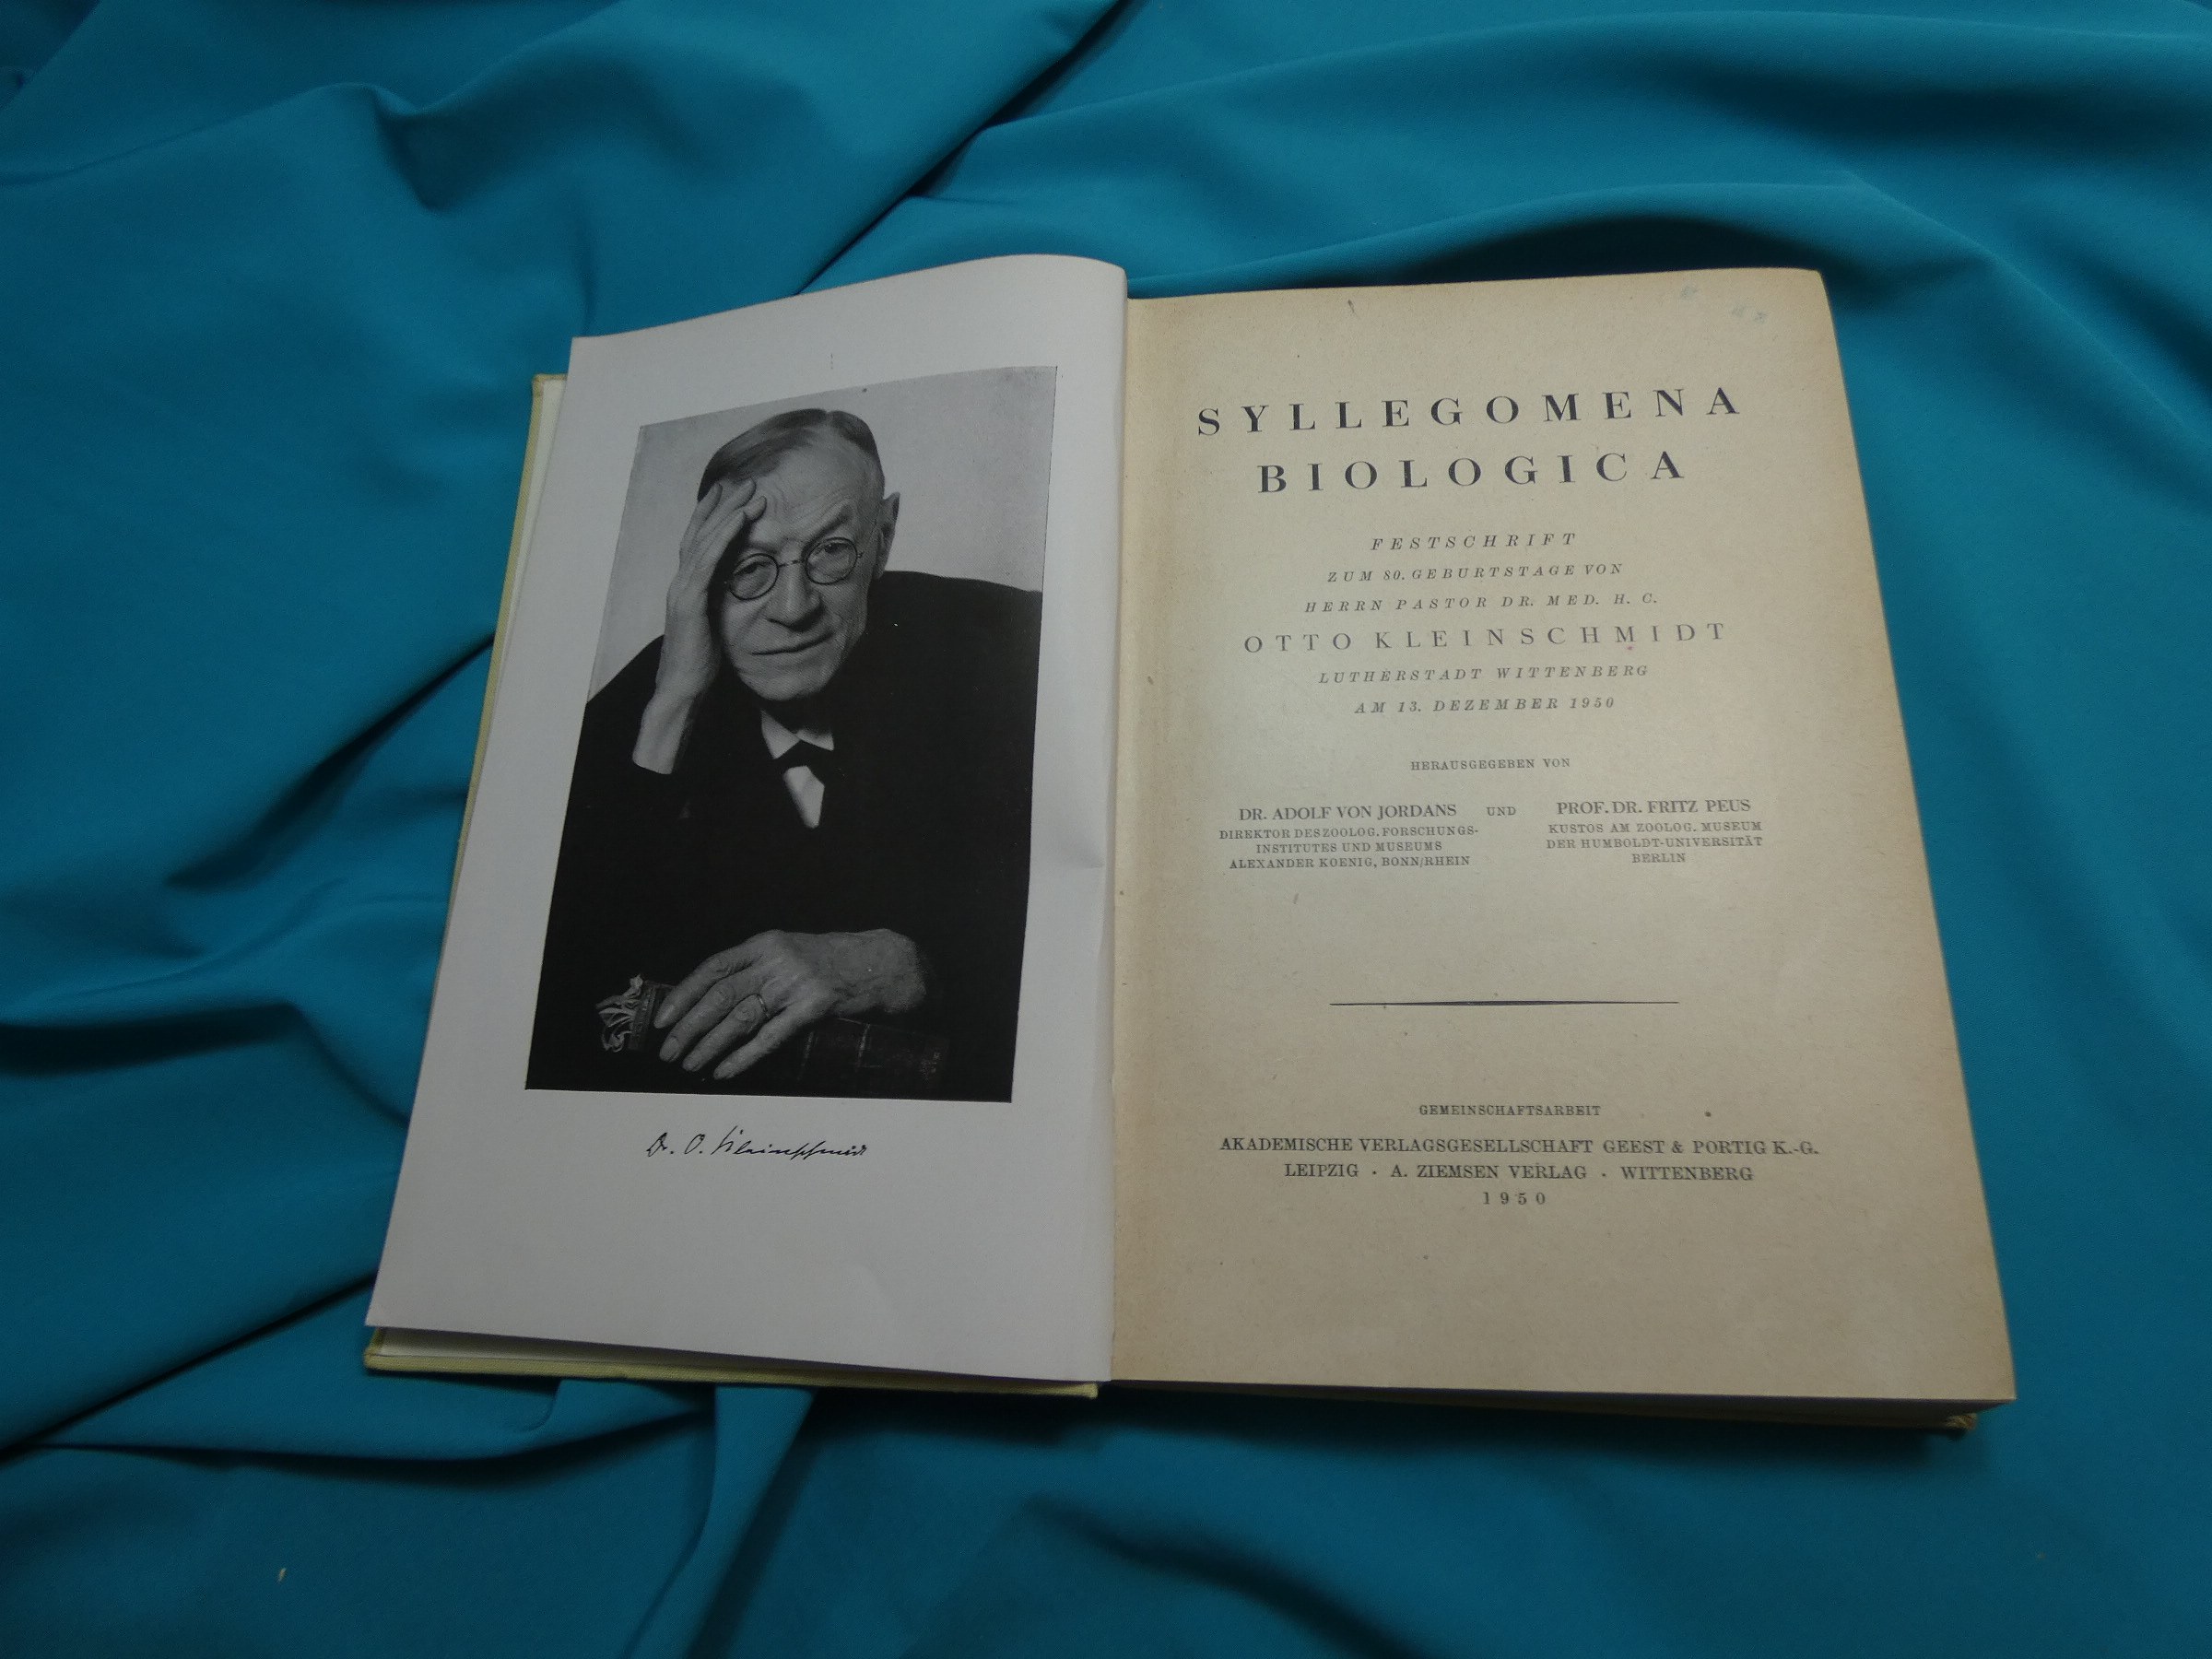 Dr. O. Kleinschmidt
SYLLEGOMENA
BIOLOGICA
FESTSCHRIFT
ZUM 80. GEBURTSTAGE VON
HERRN PASTOR DR. MED. H. C.
OTTO KLEINSCHMIDT
LUTHERSTADT WITTENBERG
AM 13. DEZEMBER 1950
HERAUSGEGEBEN VON
DR. ADOLF VON JORDANS UND PROF. DR. FRITZ PEUS
DIREKTOR DES ZOOLOG. FORSCHUNGS-
INSTITUTES UND MUSEUMS
ALEXANDER KOENIG, BONN/RHEIN
KUSTOS AM ZOOLOG. MUSEUM
DER HUMBOLDT-UNIVERSITÄT
BERLIN
GEMEINSCHAFTSARBEIT
AKADEMISCHE VERLAGSGESELLSCHAFT GEEST & PORTIG K.-G.
LEIPZIG · A. ZIEMSEN VERLAG · WITTENBERG
1950